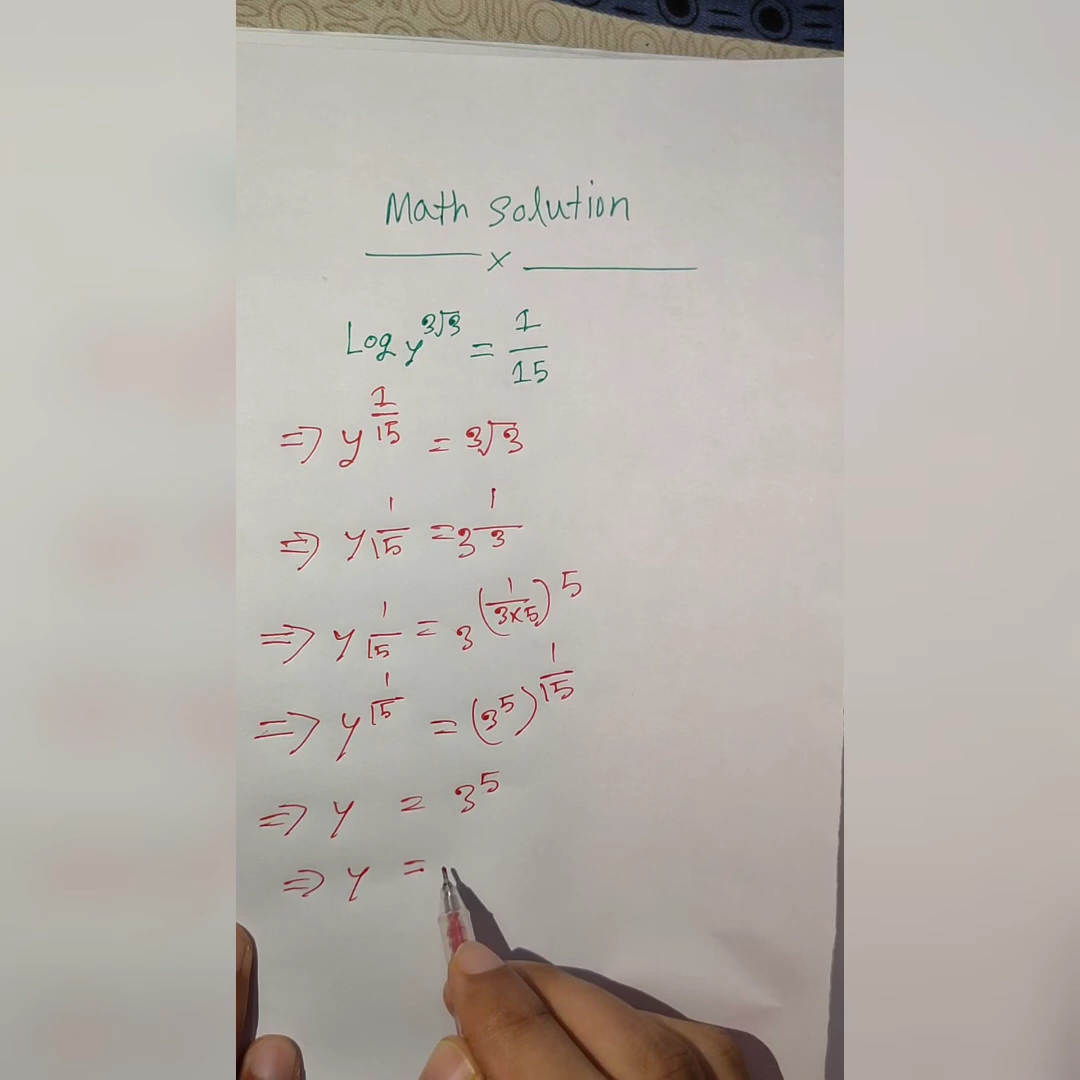 Math solution
x
Log y ³√3 = 1/15
⇒ y^(1/15) = ³√3
⇒ y^(1/15) = 3^(1/3)
⇒ y^(1/15) = 3^(1/(3×5))5
⇒ y^(1/15) = (3^5)^(1/15)
⇒ y = 3^5
⇒ y =